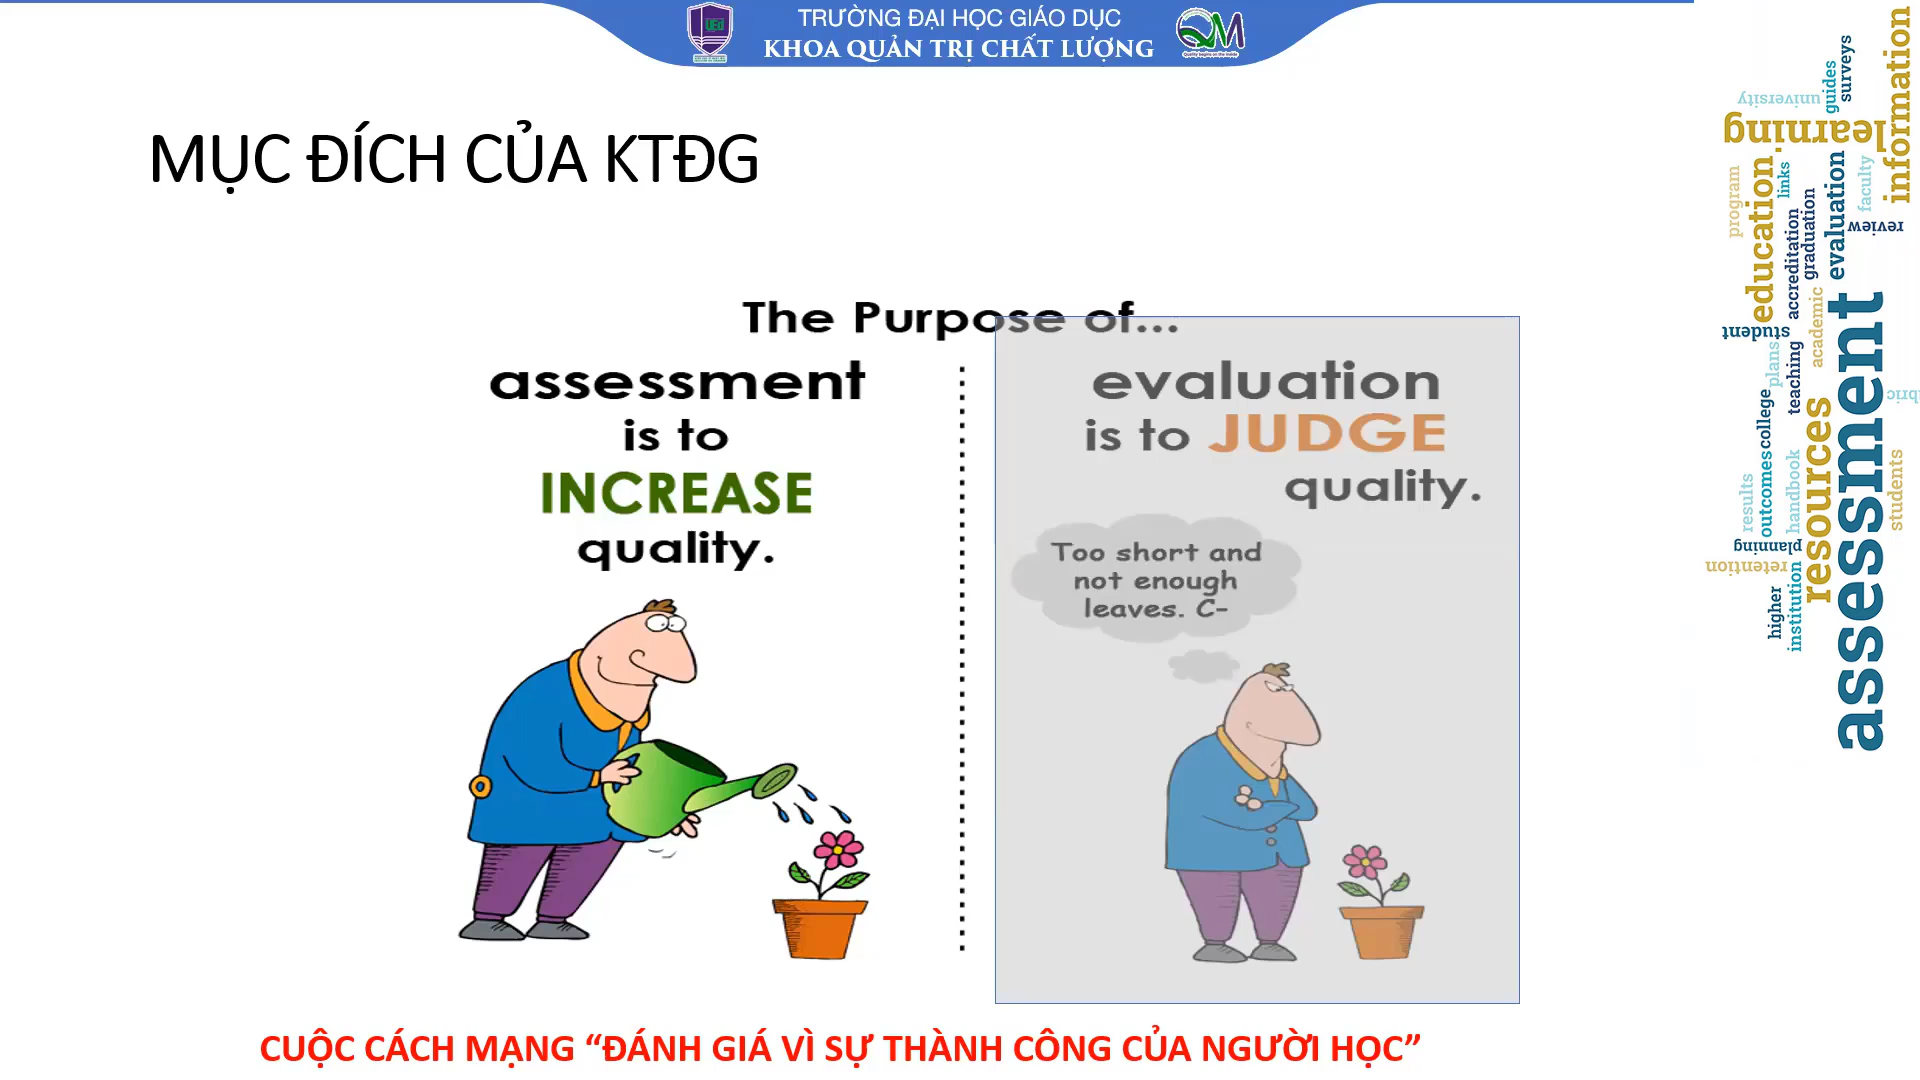 TRƯỜNG ĐẠI HỌC GIÁO DỤC
KHOA QUẢN TRỊ CHẤT LƯỢNG
UEd
QM
MỤC ĐÍCH CỦA KTĐG
The Purpose of...
assessment
is to
INCREASE
quality.
evaluation
is to JUDGE
quality.
Too short and
not enough
leaves. C-
CUỘC CÁCH MẠNG “ĐÁNH GIÁ VÌ SỰ THÀNH CÔNG CỦA NGƯỜI HỌC”
information
surveys
guides
university
learning
program
education
links
faculty
evaluation
review
graduation
accreditation
student
academic
plans
teaching
assessment
college
resources
results
outcomes
handbook
students
planning
retention
higher
institution